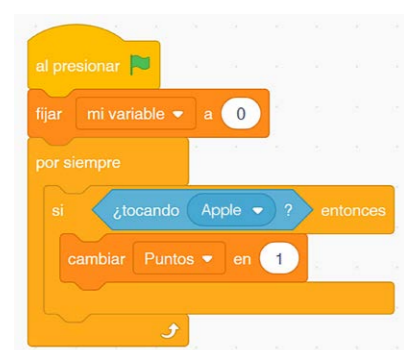 al presionar
fijar mi variable a 0
por siempre
si ¿tocando Apple ? entonces
cambiar Puntos en 1